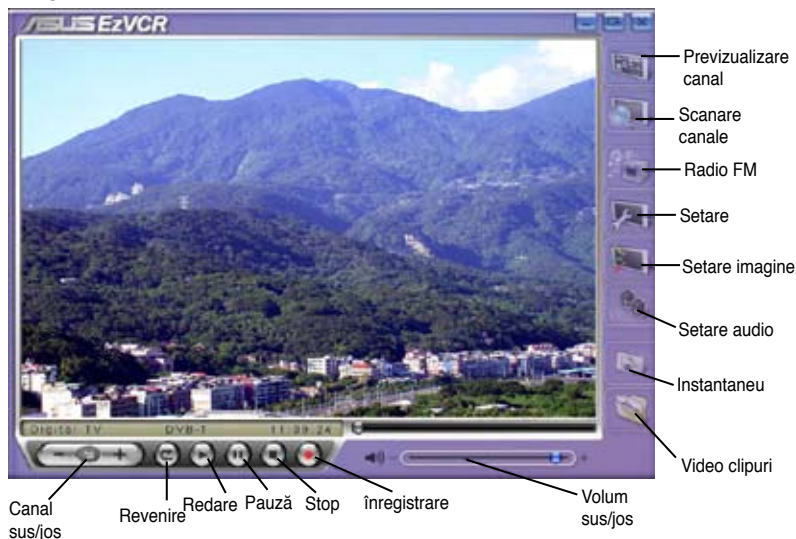 ASUS EzVCR
Previzualizare
canal
Scanare
canale
Radio FM
Setare
Setare imagine
Setare audio
Instantaneu
Video clipuri
Digital TV DVB-T 11:09:24
Canal
sus/jos
Revenire
Redare
Pauză
Stop
înregistrare
Volum
sus/jos